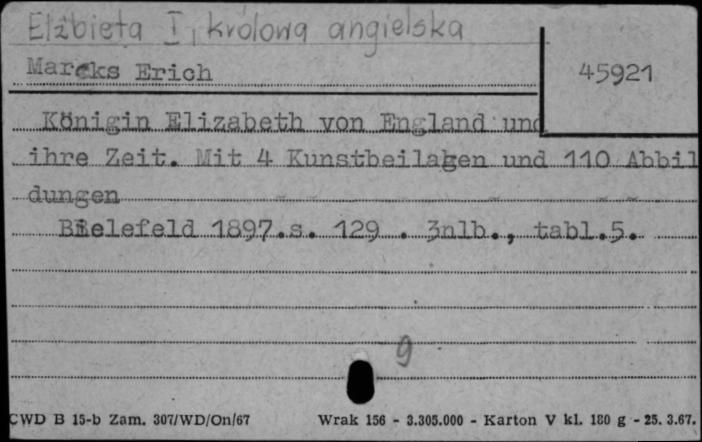 Elżbieta I, królowa angielska
Marcks Erich
45921
Königin Elizabeth von England und
ihre Zeit. Mit 4 Kunstbeilagen und 110 Abbil
dungen
Bielefeld 1897.s. 129 . 3nlb., tabl.5.
9
CWD B 15-b Zam. 307/WD/On/67 Wrak 156 - 3.305.000 - Karton V kl. 180 g - 25. 3.67.